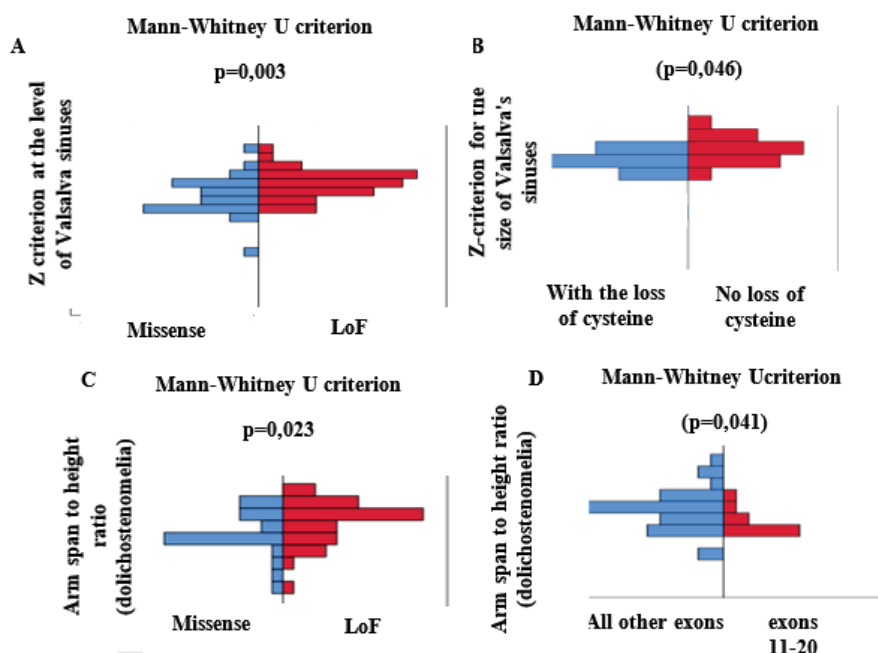 A
Mann-Whitney U criterion
p=0,003
Z criterion at the level
of Valsalva sinuses
Missense
LoF
B
Mann-Whitney U criterion
(p=0,046)
Z-criterion for the
size of Valsalva's
sinuses
With the loss
of cysteine
No loss of
cysteine
C
Mann-Whitney U criterion
p=0,023
Arm span to height
ratio
(dolichostenomelia)
Missense
LoF
D
Mann-Whitney Ucriterion
(p=0,041)
Arm span to height ratio
(dolichostenomelia)
All other exons
exons
11-20